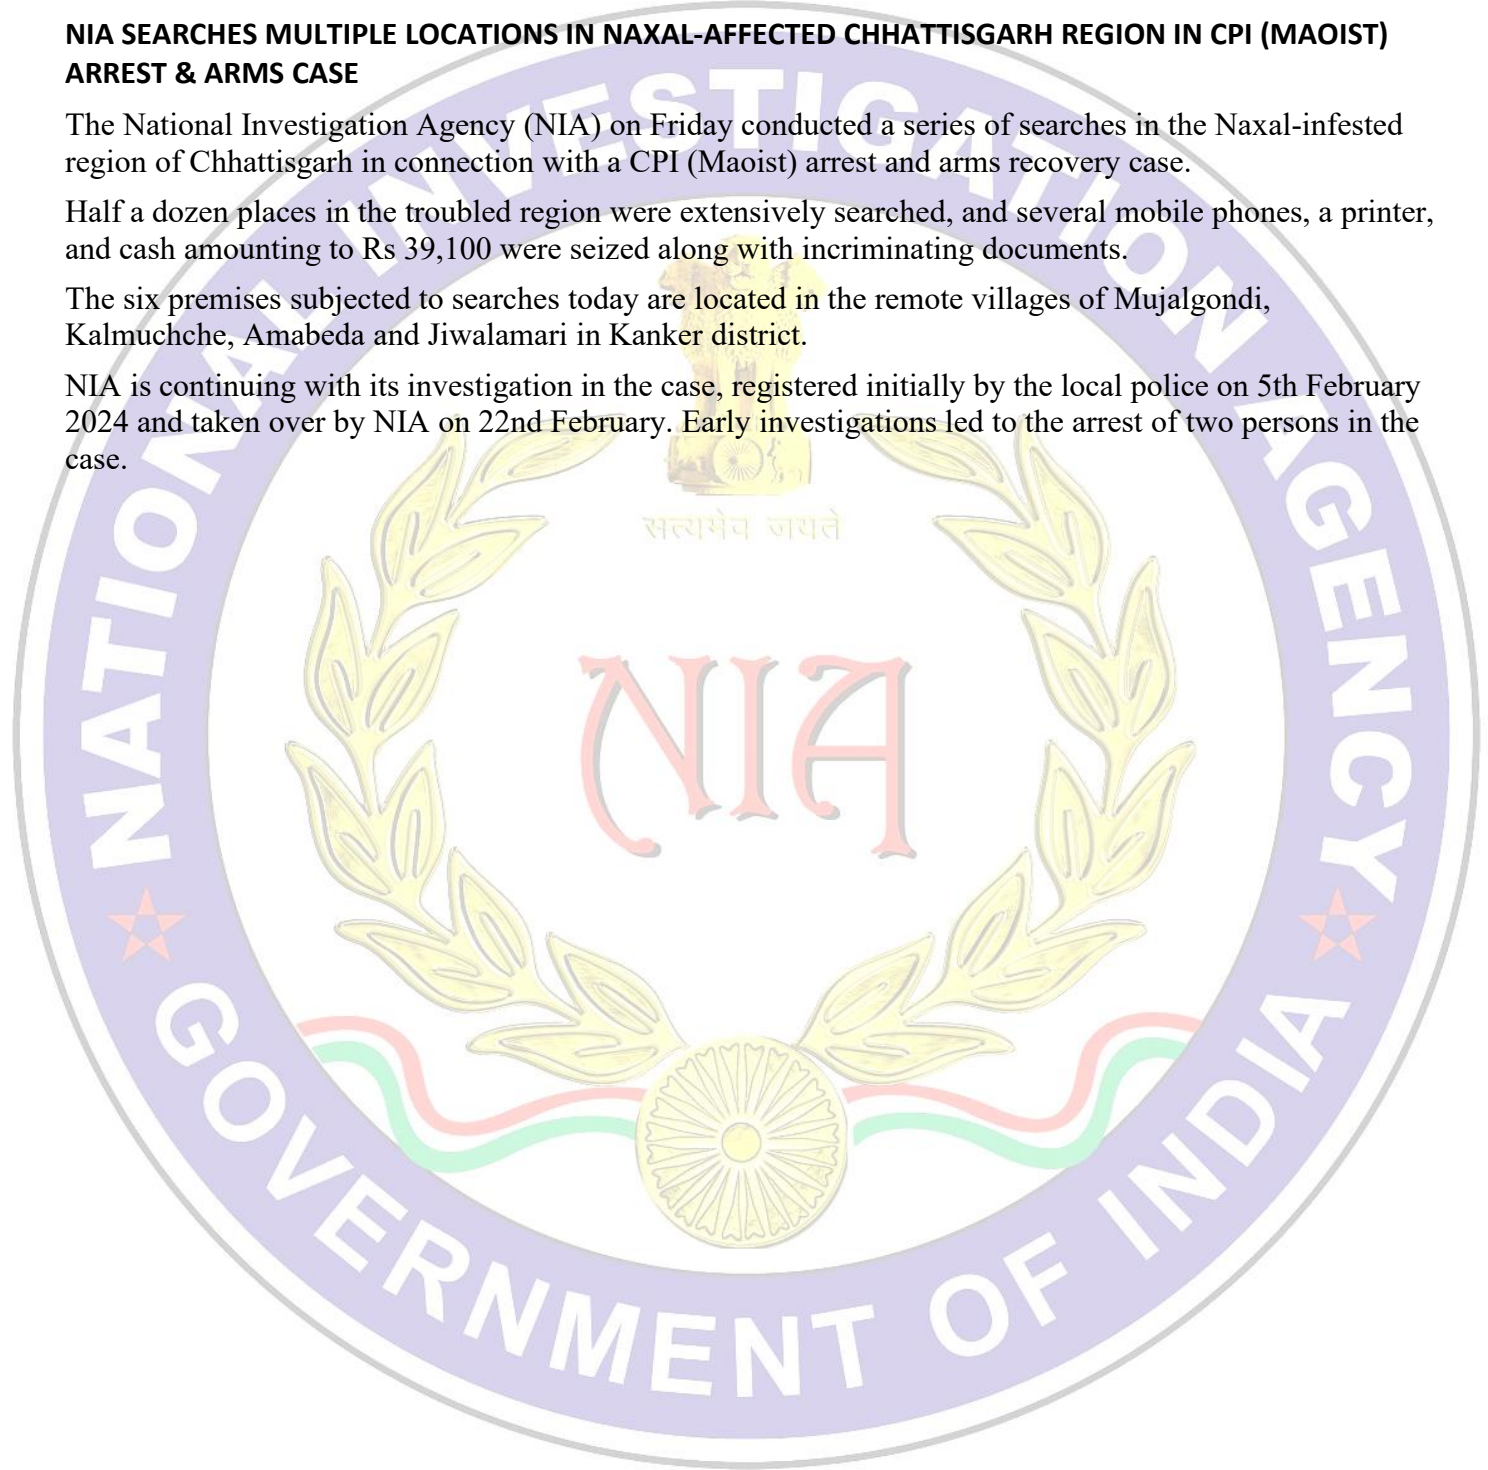 NIA SEARCHES MULTIPLE LOCATIONS IN NAXAL-AFFECTED CHHATTISGARH REGION IN CPI (MAOIST)
ARREST & ARMS CASE
The National Investigation Agency (NIA) on Friday conducted a series of searches in the Naxal-infested
region of Chhattisgarh in connection with a CPI (Maoist) arrest and arms recovery case.
Half a dozen places in the troubled region were extensively searched, and several mobile phones, a printer,
and cash amounting to Rs 39,100 were seized along with incriminating documents.
The six premises subjected to searches today are located in the remote villages of Mujalgondi,
Kalmuchche, Amabeda and Jiwalamari in Kanker district.
NIA is continuing with its investigation in the case, registered initially by the local police on 5th February
2024 and taken over by NIA on 22nd February. Early investigations led to the arrest of two persons in the
case.
NATIONAL INVESTIGATION AGENCY
सत्यमेव जयते
NIA
GOVERNMENT OF INDIA